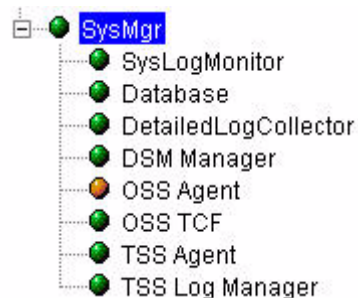 SysMgr
SysLogMonitor
Database
DetailedLogCollector
DSM Manager
OSS Agent
OSS TCF
TSS Agent
TSS Log Manager